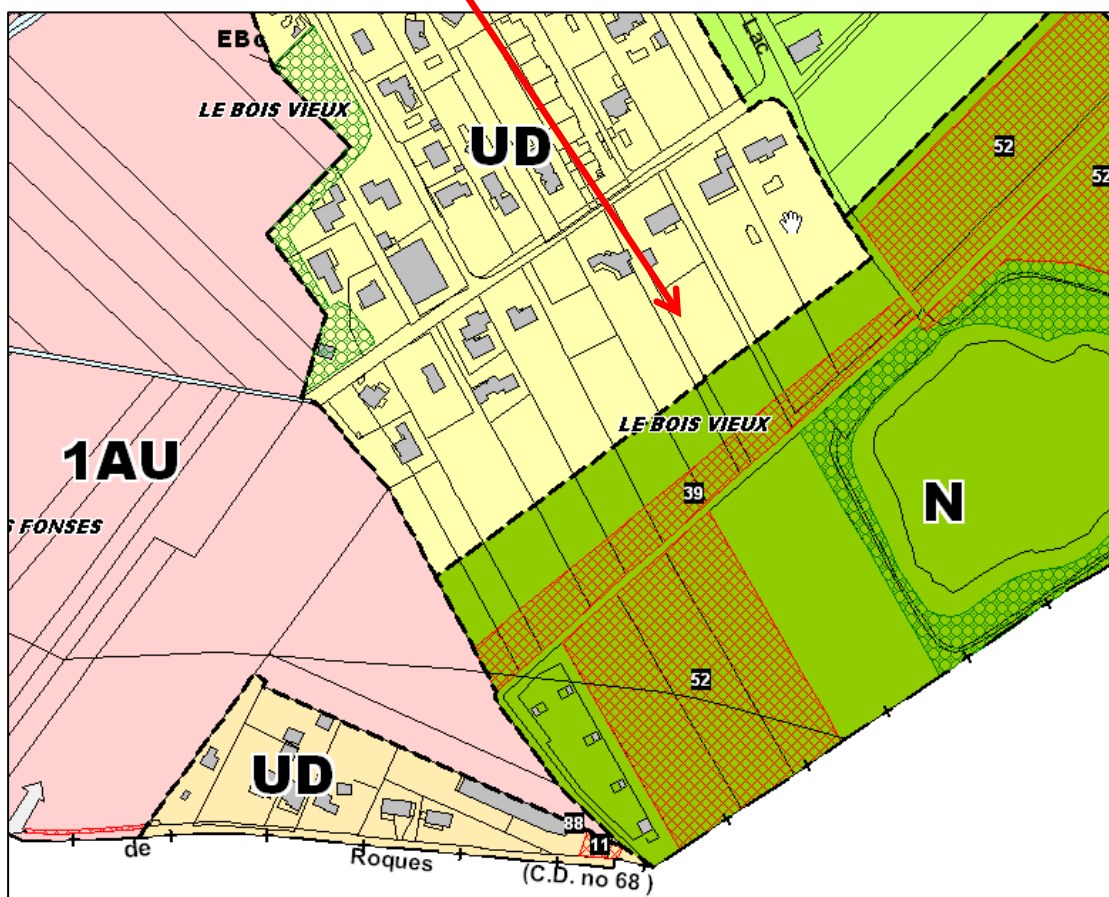 EBc
LE BOIS VIEUX
UD
Lac
52
52
1AU
LE BOIS VIEUX
39
N
S FONSES
52
UD
88
11
de
Roques
(C.D. no 68 )